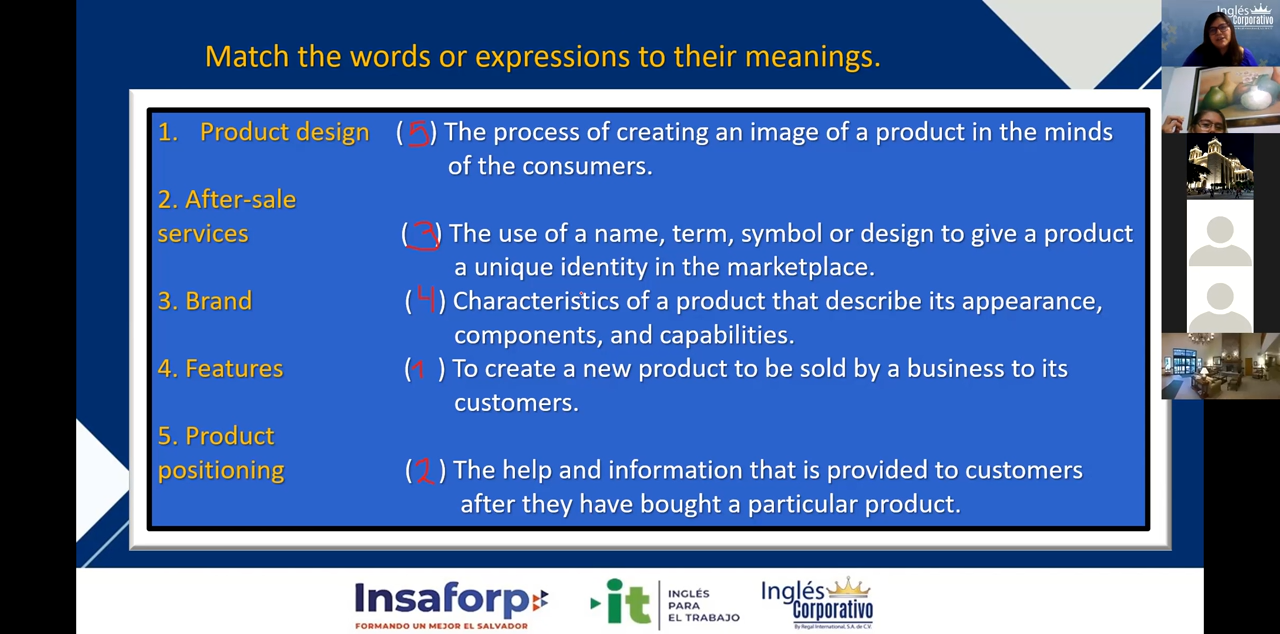 Inglés
Corporativo
Match the words or expressions to their meanings.
1. Product design (5) The process of creating an image of a product in the minds
of the consumers.
2. After-sale
services (3) The use of a name, term, symbol or design to give a product
a unique identity in the marketplace.
3. Brand (4) Characteristics of a product that describe its appearance,
components, and capabilities.
4. Features (1) To create a new product to be sold by a business to its
customers.
5. Product
positioning (2) The help and information that is provided to customers
after they have bought a particular product.
Insaforp
FORMANDO UN MEJOR EL SALVADOR
it
INGLÉS
PARA
EL TRABAJO
Inglés
Corporativo
By Regal International, S.A. de C.V.